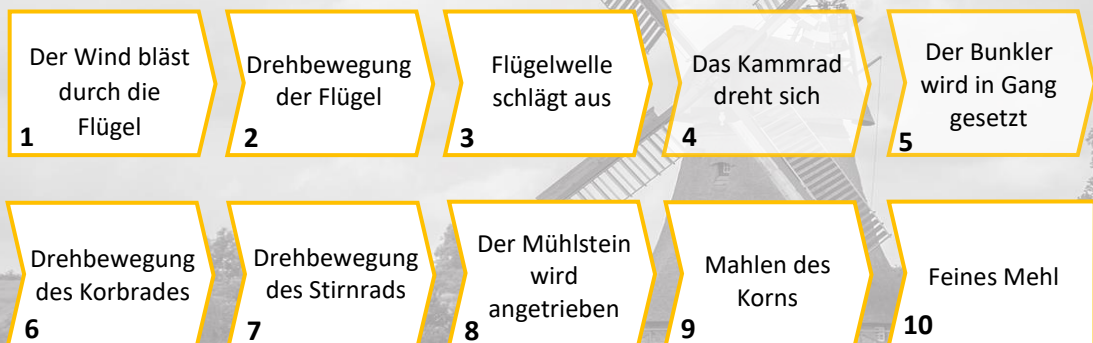 Der Wind bläst
durch die
Flügel
1
Drehbewegung
der Flügel
2
Flügelwelle
schlägt aus
3
Das Kammrad
dreht sich
4
Der Bunkler
wird in Gang
gesetzt
5
Drehbewegung
des Korbrades
6
Drehbewegung
des Stirnrads
7
Der Mühlstein
wird
angetrieben
8
Mahlen des
Korns
9
Feines Mehl
10